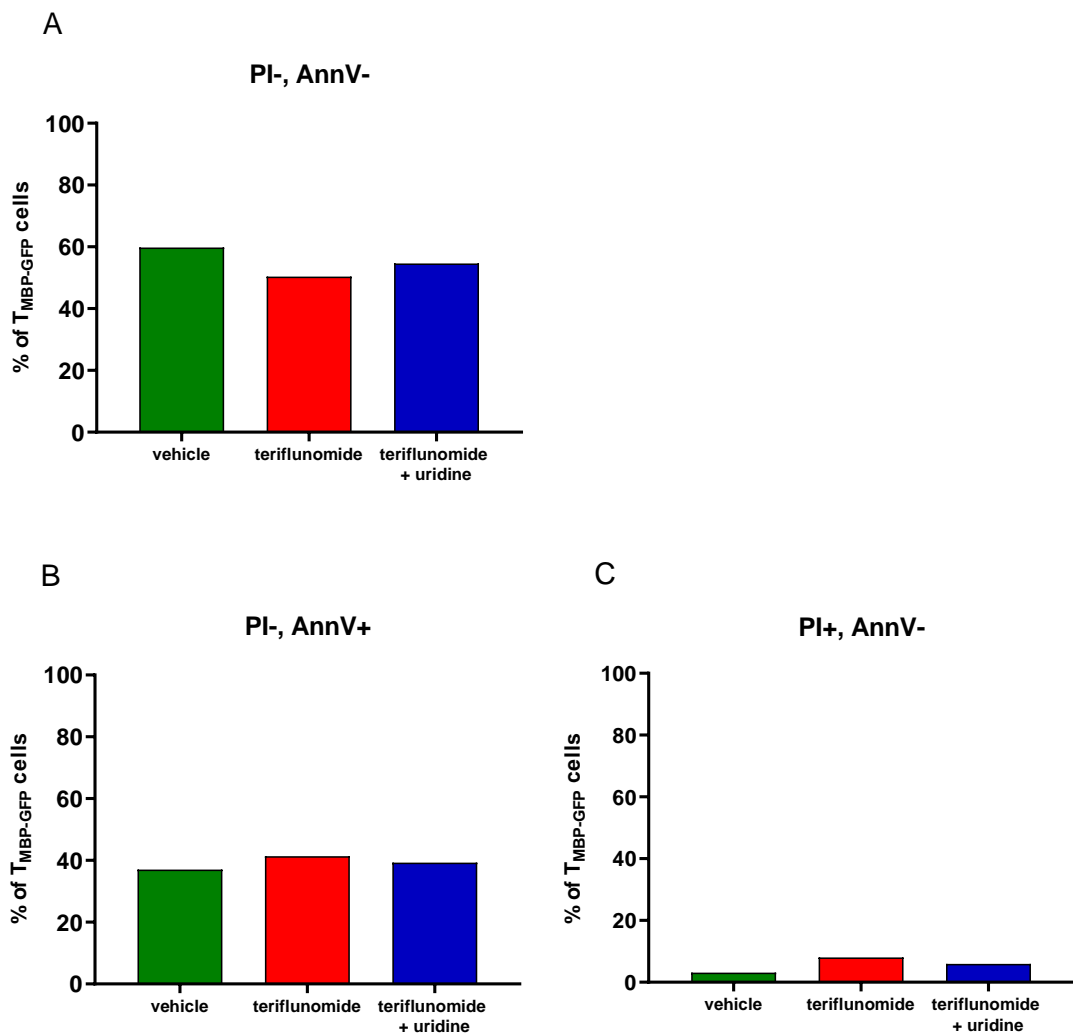 A
PI-, AnnV-
% of TMBP-GFP cells
100
80
60
40
20
0
vehicle
teriflunomide
teriflunomide
+ uridine
B
PI-, AnnV+
% of TMBP-GFP cells
100
80
60
40
20
0
vehicle
teriflunomide
teriflunomide
+ uridine
C
PI+, AnnV-
% of TMBP-GFP cells
100
80
60
40
20
0
vehicle
teriflunomide
teriflunomide
+ uridine